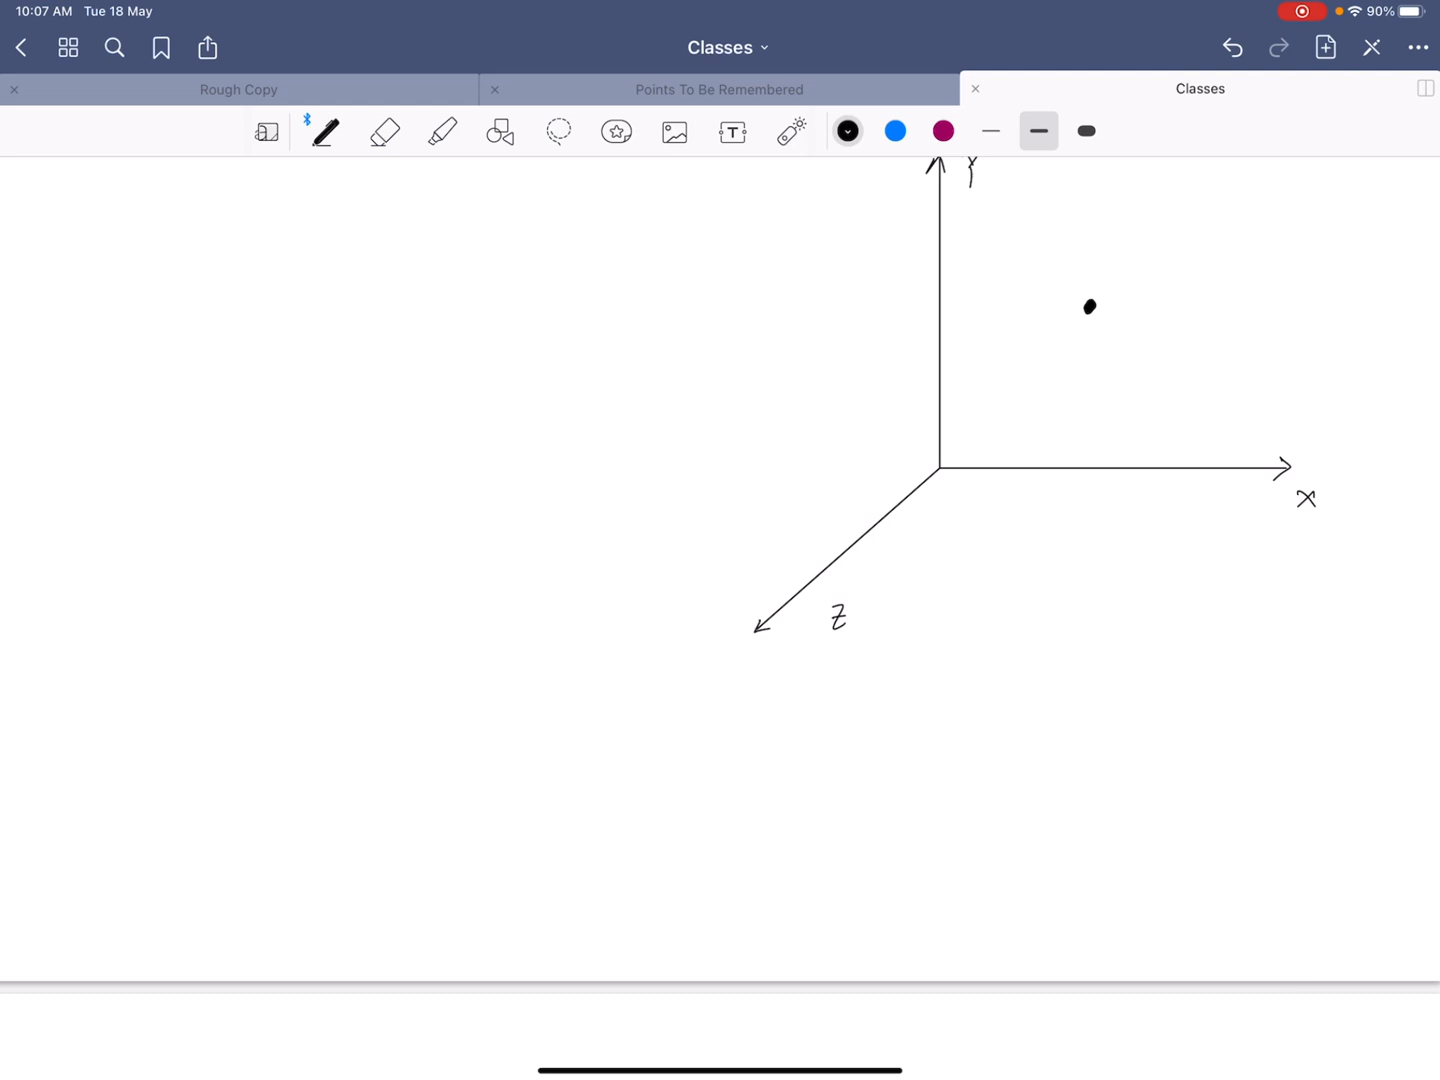 10:07 AM Tue 18 May
90%
Classes
Rough Copy
Points To Be Remembered
Classes
T
Y
x
z